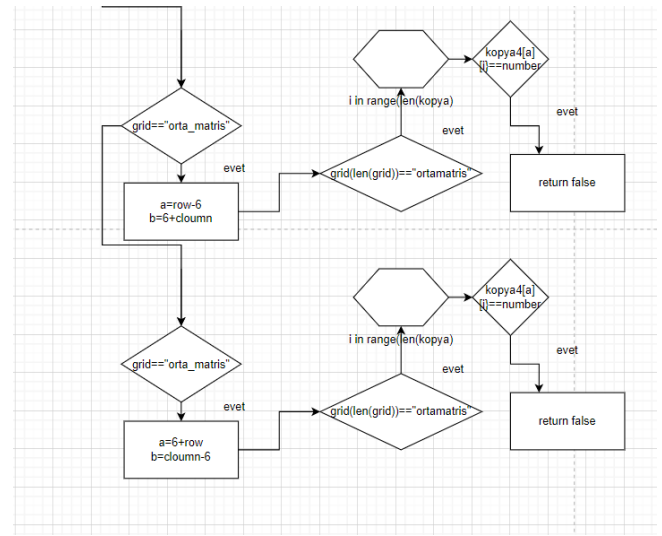 kopya4[a]
[i}==number
i in range(len(kopya)
grid=="orta_matris"
evet
evet
evet
grid(len(grid))=="ortamatris"
return false
a=row-6
b=6+cloumn
kopya4[a]
[i}==number
i in range(len(kopya)
evet
grid=="orta_matris"
evet
evet
grid(len(grid))=="ortamatris"
return false
a=6+row
b=cloumn-6